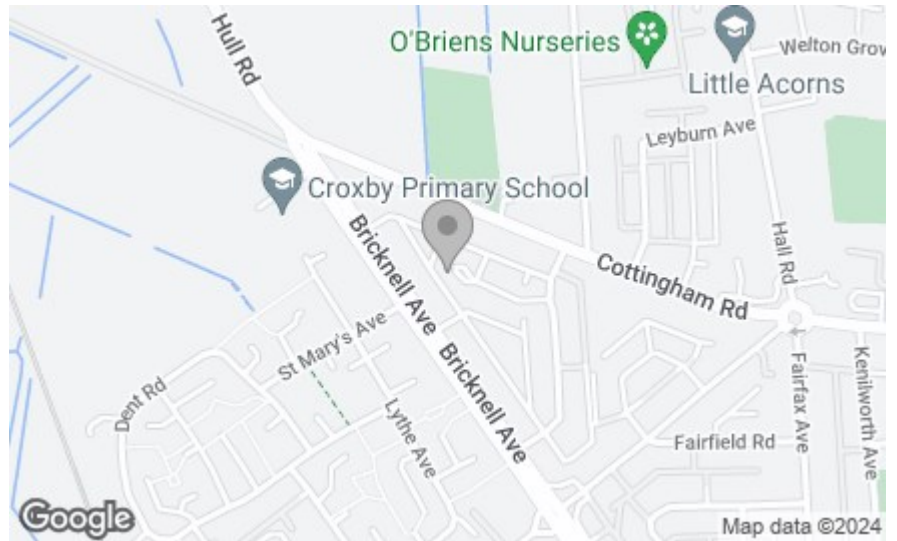 Hull Rd
O'Briens Nurseries
Welton Grov
Little Acorns
Leyburn Ave
Croxby Primary School
Hall Rd
Bricknell Ave
Cottingham Rd
St Mary's Ave
Bricknell Ave
Dent Rd
Lythe Ave
Fairfax Ave
Kenilworth Ave
Fairfield Rd
Google
Map data ©2024